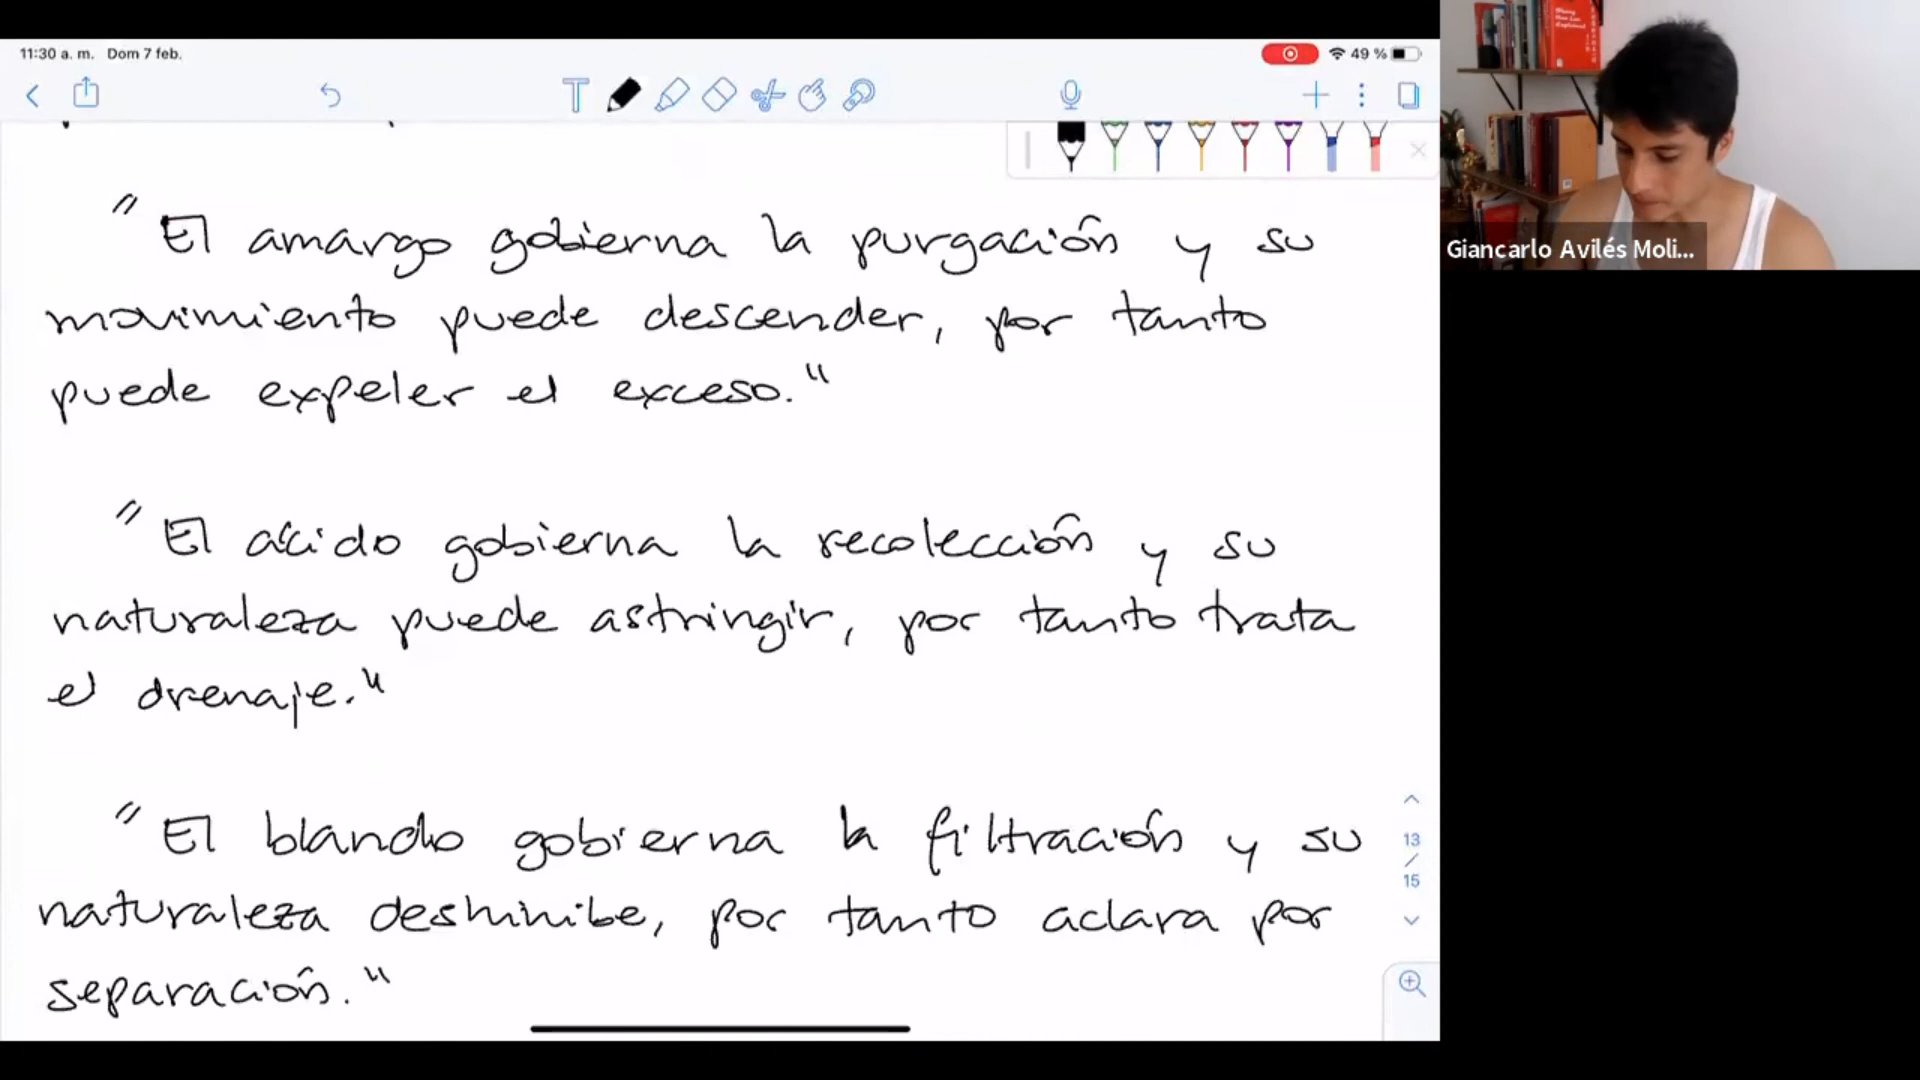 11:30 a. m. Dom 7 feb.
49 %
"El amargo gobierna la purgación y su
movimiento puede descender, por tanto
puede expeler el exceso."
"El ácido gobierna la recolección y su
naturaleza puede astringir, por tanto trata
el drenaje."
"El blando gobierna la filtración y su
naturaleza deshinibe, por tanto aclara por
separación."
13
/
15
Giancarlo Avilés Moli...